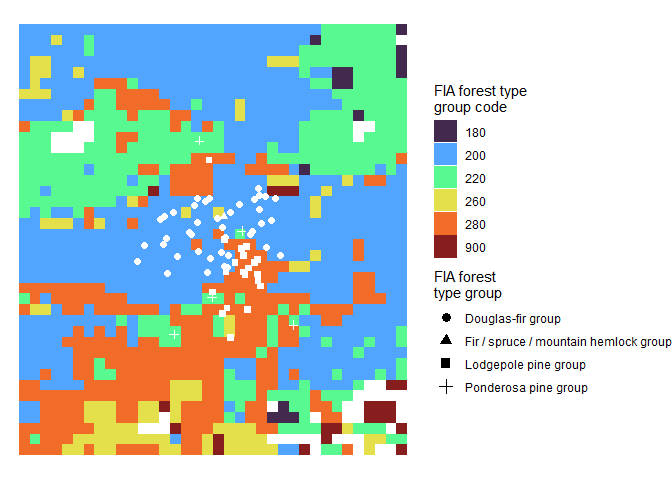 FIA forest type
group code
180
200
220
260
280
900
FIA forest
type group
Douglas-fir group
Fir / spruce / mountain hemlock group
Lodgepole pine group
Ponderosa pine group